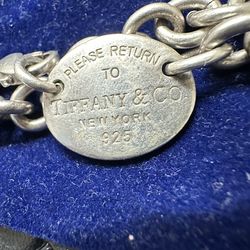 PLEASE RETURN
TO
TIFFANY & CO
NEW YORK
925